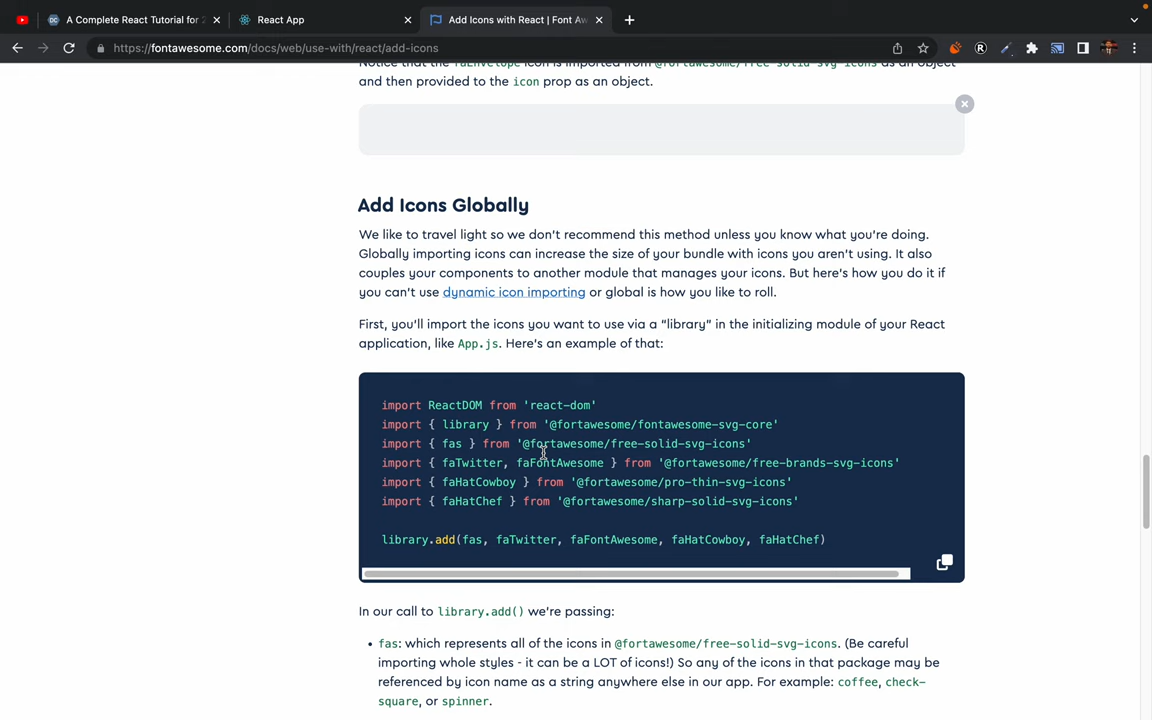 A Complete React Tutorial for 2
React App
Add Icons with React | Font Aw
https://fontawesome.com/docs/web/use-with/react/add-icons
Notice that the faEnvelope icon is imported from @fortawesome/free-solid-svg-icons as an object
and then provided to the icon prop as an object.
Add Icons Globally
We like to travel light so we don't recommend this method unless you know what you're doing.
Globally importing icons can increase the size of your bundle with icons you aren't using. It also
couples your components to another module that manages your icons. But here's how you do it if
you can't use dynamic icon importing or global is how you like to roll.
First, you'll import the icons you want to use via a "library" in the initializing module of your React
application, like App.js. Here's an example of that:
import ReactDOM from 'react-dom'
import { library } from '@fortawesome/fontawesome-svg-core'
import { fas } from '@fortawesome/free-solid-svg-icons'
import { faTwitter, faFontAwesome } from '@fortawesome/free-brands-svg-icons'
import { faHatCowboy } from '@fortawesome/pro-thin-svg-icons'
import { faHatChef } from '@fortawesome/sharp-solid-svg-icons'
library.add(fas, faTwitter, faFontAwesome, faHatCowboy, faHatChef)
In our call to library.add() we're passing:
• fas: which represents all of the icons in @fortawesome/free-solid-svg-icons. (Be careful
importing whole styles - it can be a LOT of icons!) So any of the icons in that package may be
referenced by icon name as a string anywhere else in our app. For example: coffee, check-
square, or spinner.